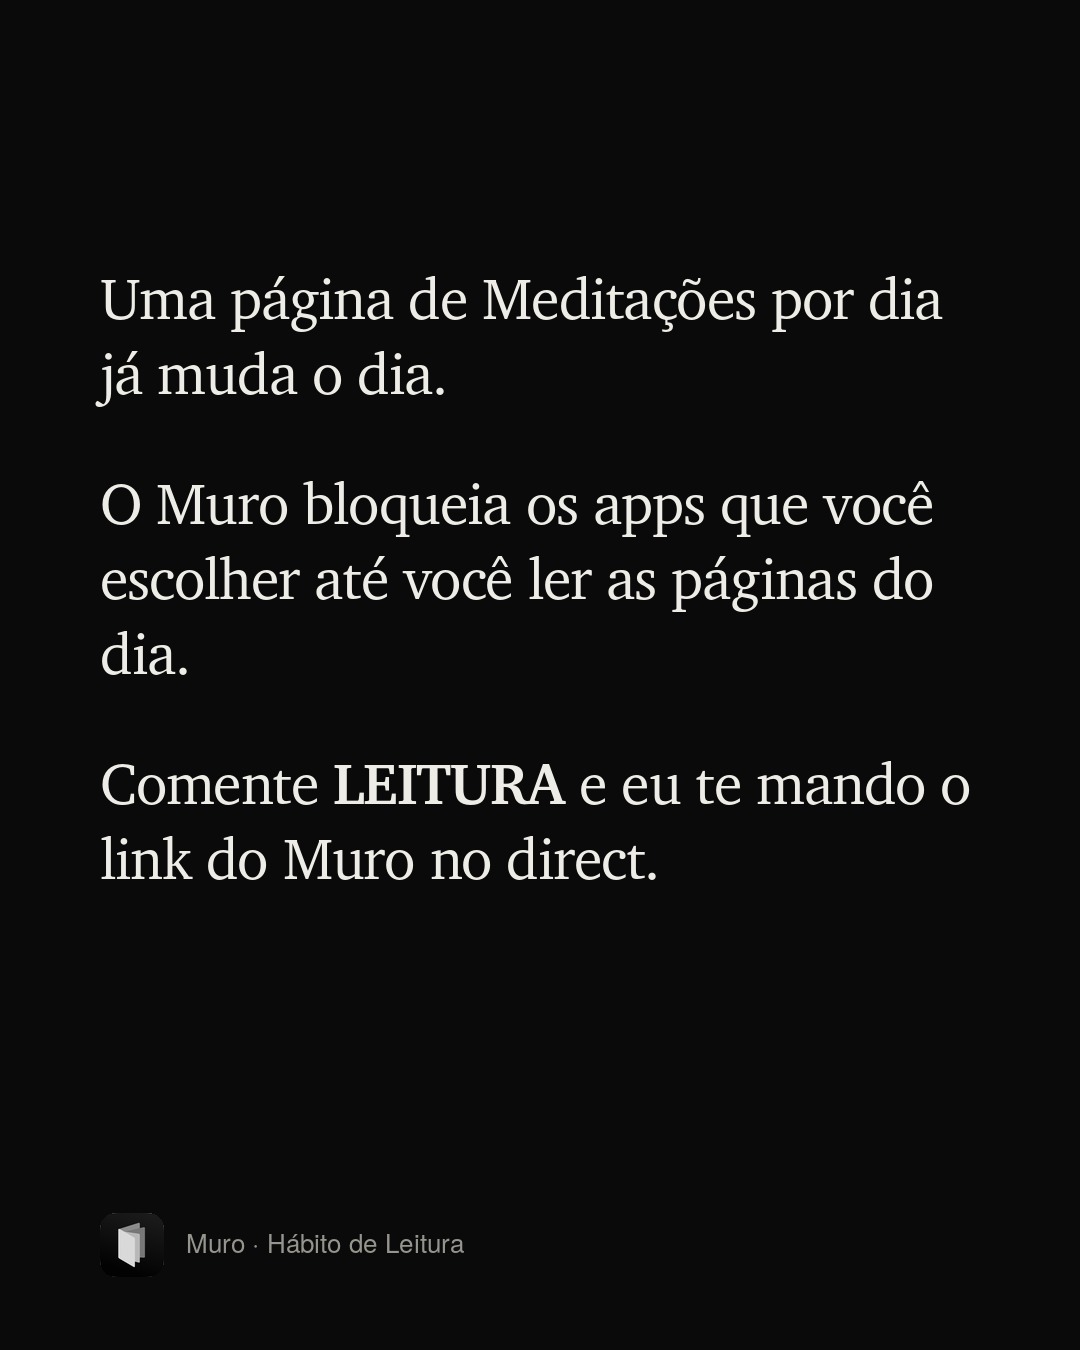 Uma página de Meditações por dia
já muda o dia.
O Muro bloqueia os apps que você
escolher até você ler as páginas do
dia.
Comente LEITURA e eu te mando o
link do Muro no direct.
Muro · Hábito de Leitura